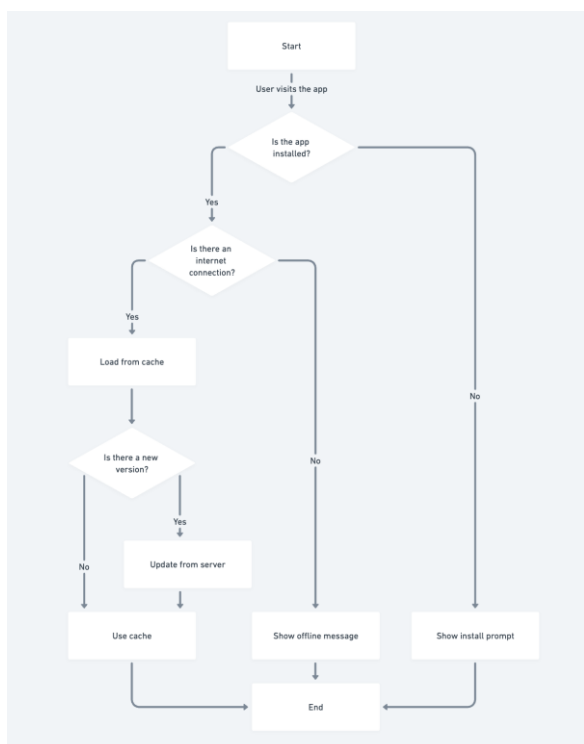 Start
User visits the app
Is the app
installed?
Yes
Is there an
internet
connection?
Yes
Load from cache
No
Is there a new
version?
No
Yes
Update from server
No
Use cache
Show offline message
Show install prompt
End